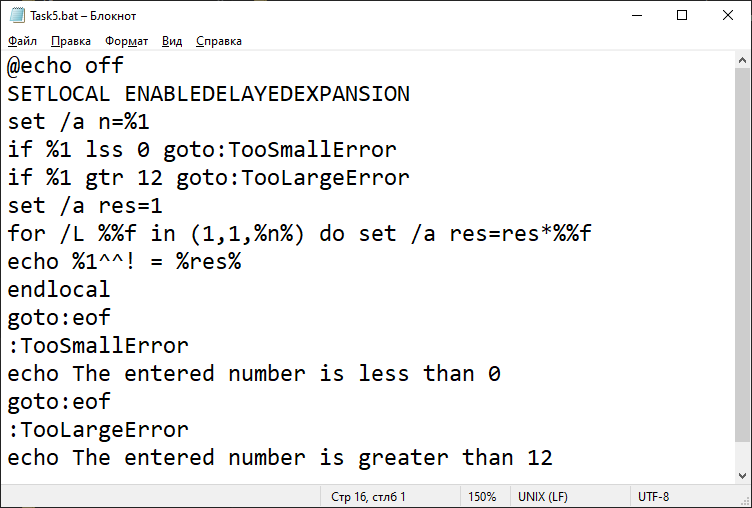 Task5.bat – Блокнот
Файл Правка Формат Вид Справка
@echo off
SETLOCAL ENABLEDELAYEDEXPANSION
set /a n=%1
if %1 lss 0 goto:TooSmallError
if %1 gtr 12 goto:TooLargeError
set /a res=1
for /L %%f in (1,1,%n%) do set /a res=res*%%f
echo %1^^! = %res%
endlocal
goto:eof
:TooSmallError
echo The entered number is less than 0
goto:eof
:TooLargeError
echo The entered number is greater than 12
Стр 16, стлб 1 150% UNIX (LF) UTF-8